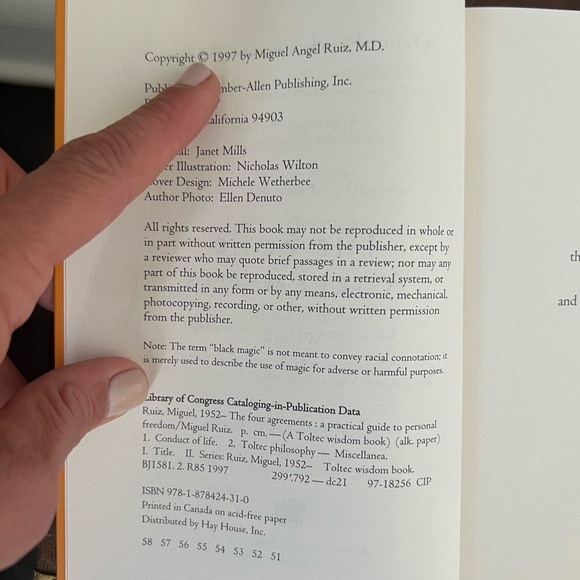 Copyright © 1997 by Miguel Angel Ruiz, M.D.
mber-Allen Publishing, Inc.
alifornia 94903
al: Janet Mills
er Illustration: Nicholas Wilton
over Design: Michele Wetherbee
Author Photo: Ellen Denuto
All rights reserved. This book may not be reproduced in whole or
in part without written permission from the publisher, except by
a reviewer who may quote brief passages in a review; nor may any
part of this book be reproduced, stored in a retrieval system, or
transmitted in any form or by any means, electronic, mechanical,
photocopying, recording, or other, without written permission
from the publisher.
Note: The term "black magic" is not meant to convey racial connotation; it
is merely used to describe the use of magic for adverse or harmful purposes.
Library of Congress Cataloging-in-Publication Data
Ruiz, Miguel, 1952– The four agreements : a practical guide to personal
freedom/Miguel Ruiz. p. cm.—(A Toltec wisdom book) (alk. paper)
1. Conduct of life. 2. Toltec philosophy — Miscellanea.
I. Title. II. Series: Ruiz, Miguel, 1952– Toltec wisdom book.
BJ1581.2.R85 1997 299'.792 — dc21 97-18256 CIP
ISBN 978-1-878424-31-0
Printed in Canada on acid-free paper
Distributed by Hay House, Inc.
58 57 56 55 54 53 52 51
th
and